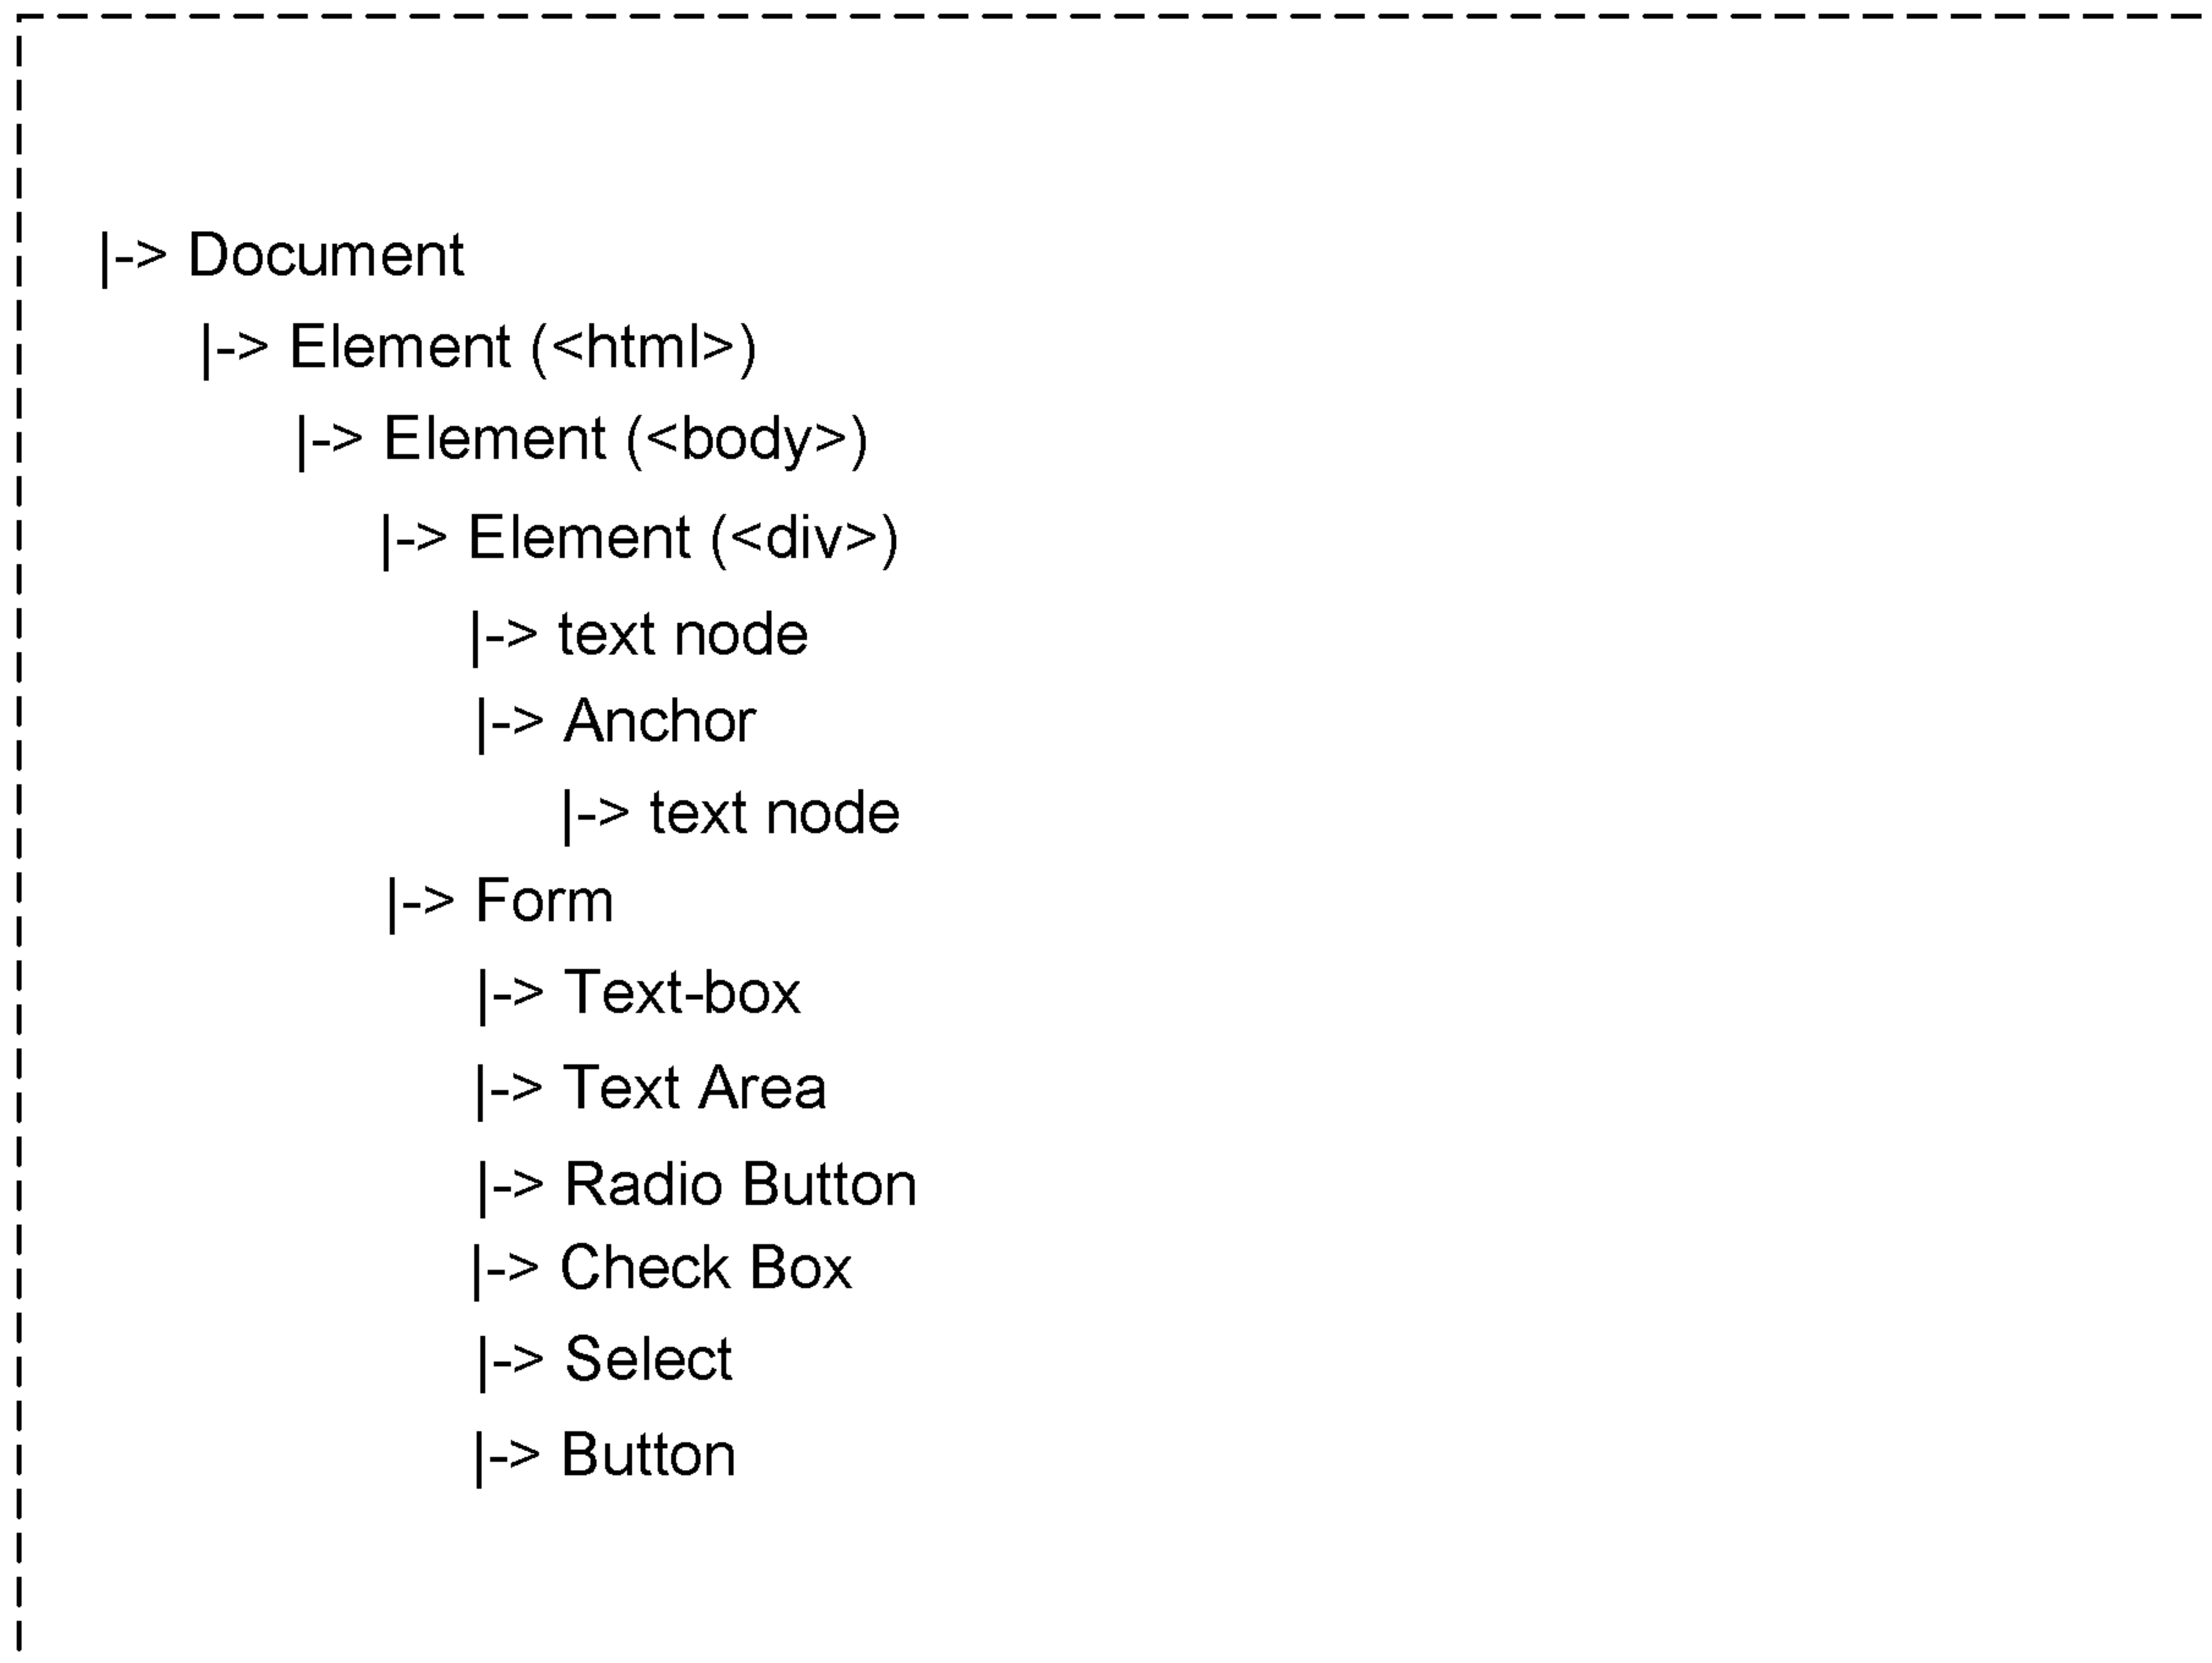 |-> Document
|-> Element (<html>)
|-> Element (<body>)
|-> Element (<div>)
|-> text node
|-> Anchor
|-> text node
|-> Form
|-> Text-box
|-> Text Area
|-> Radio Button
|-> Check Box
|-> Select
|-> Button